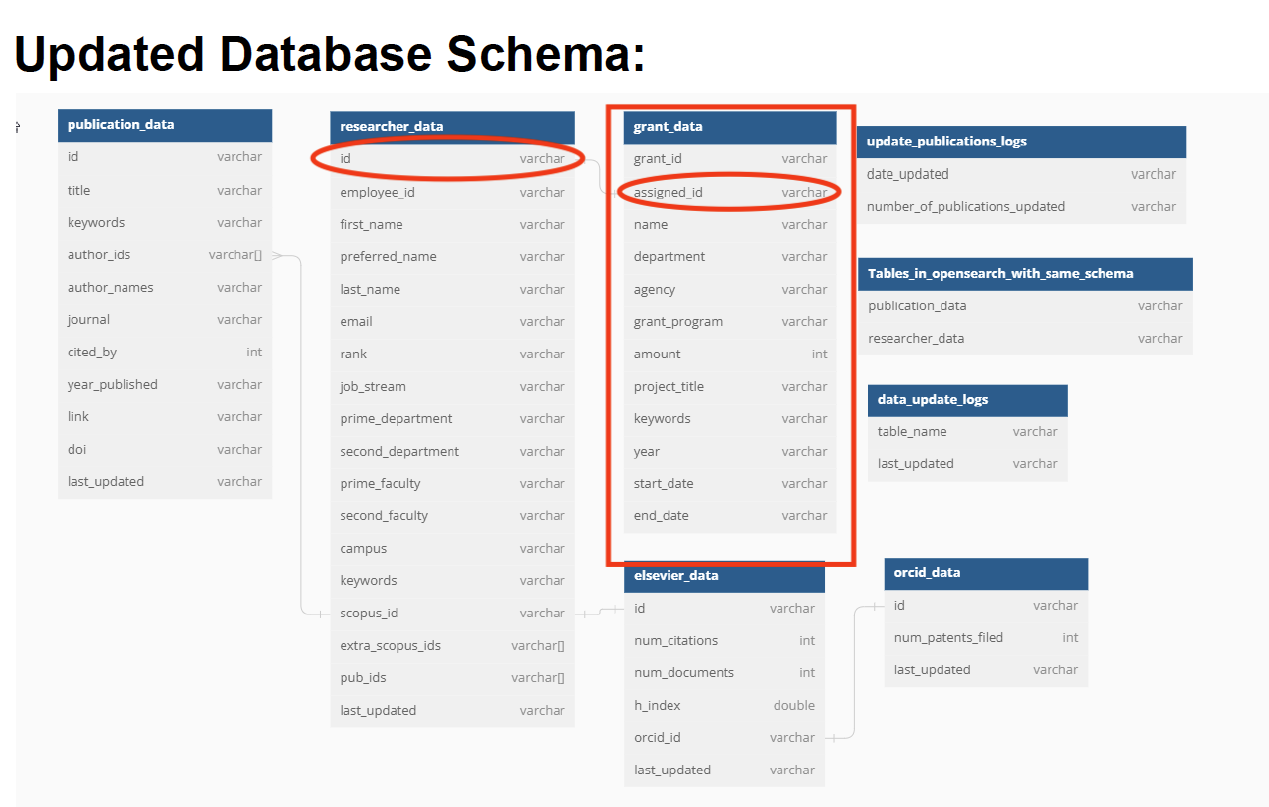 Updated Database Schema:
publication_data
id varchar
title varchar
keywords varchar
author_ids varchar[]
author_names varchar
journal varchar
cited_by int
year_published varchar
link varchar
doi varchar
last_updated varchar
researcher_data
id varchar
employee_id varchar
first_name varchar
preferred_name varchar
last_name varchar
email varchar
rank varchar
job_stream varchar
prime_department varchar
second_department varchar
prime_faculty varchar
second_faculty varchar
campus varchar
keywords varchar
scopus_id varchar
extra_scopus_ids varchar[]
pub_ids varchar[]
last_updated varchar
grant_data
grant_id varchar
assigned_id varchar
name varchar
department varchar
agency varchar
grant_program varchar
amount int
project_title varchar
keywords varchar
year varchar
start_date varchar
end_date varchar
elsevier_data
id varchar
num_citations int
num_documents int
h_index double
orcid_id varchar
last_updated varchar
update_publications_logs
date_updated varchar
number_of_publications_updated varchar
Tables_in_opensearch_with_same_schema
publication_data varchar
researcher_data varchar
data_update_logs
table_name varchar
last_updated varchar
orcid_data
id varchar
num_patents_filed int
last_updated varchar